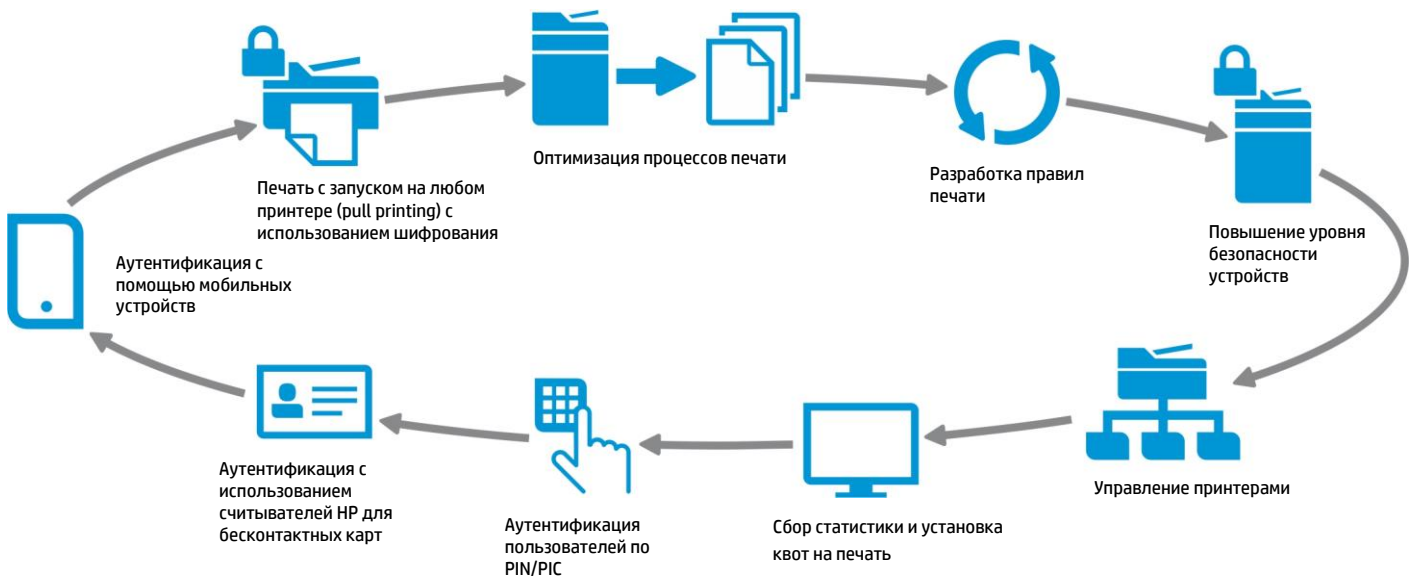 Оптимизация процессов печати
Разработка правил
печати
Печать с запуском на любом
принтере (pull printing) с
использованием шифрования
Повышение уровня
безопасности
устройств
Аутентификация с
помощью мобильных
устройств
Аутентификация с
использованием
считывателей HP для
бесконтактных карт
Аутентификация
пользователей по
PIN/PIC
Сбор статистики и установка
квот на печать
Управление принтерами